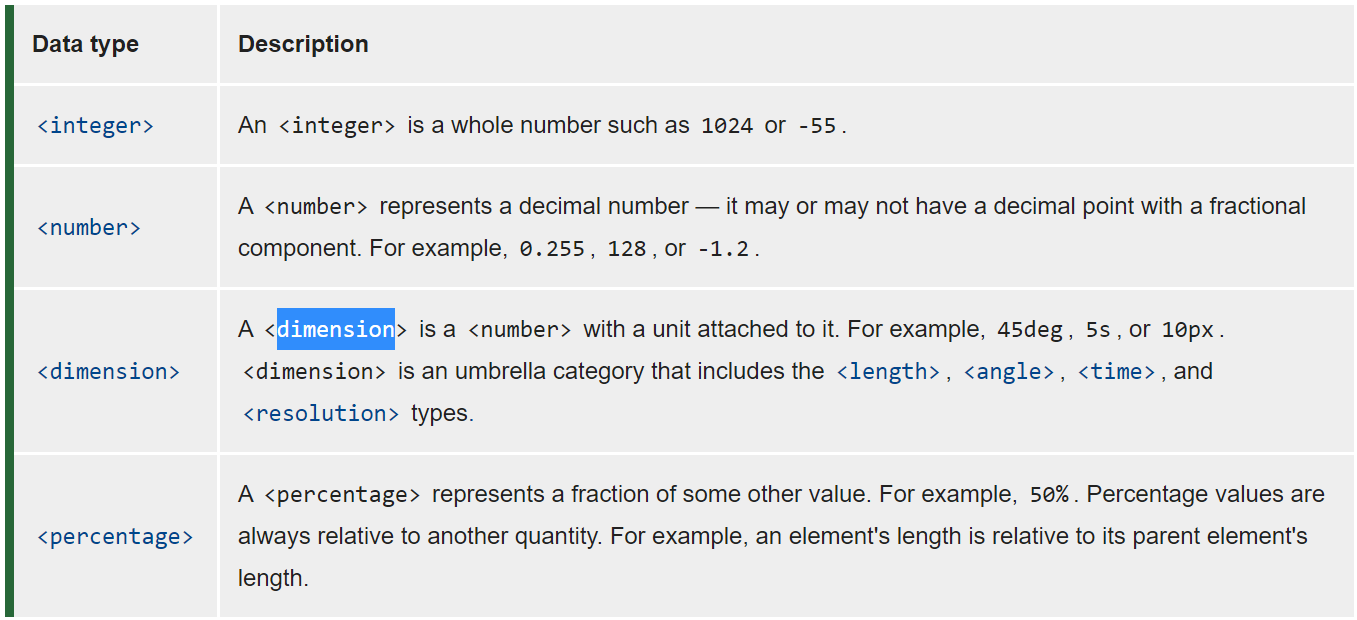 Data type Description
<integer> An <integer> is a whole number such as 1024 or -55.
<number> A <number> represents a decimal number — it may or may not have a decimal point with a fractional
component. For example, 0.255, 128, or -1.2.
<dimension> A <dimension> is a <number> with a unit attached to it. For example, 45deg, 5s, or 10px.
<dimension> is an umbrella category that includes the <length>, <angle>, <time>, and
<resolution> types.
<percentage> A <percentage> represents a fraction of some other value. For example, 50%. Percentage values are
always relative to another quantity. For example, an element's length is relative to its parent element's
length.